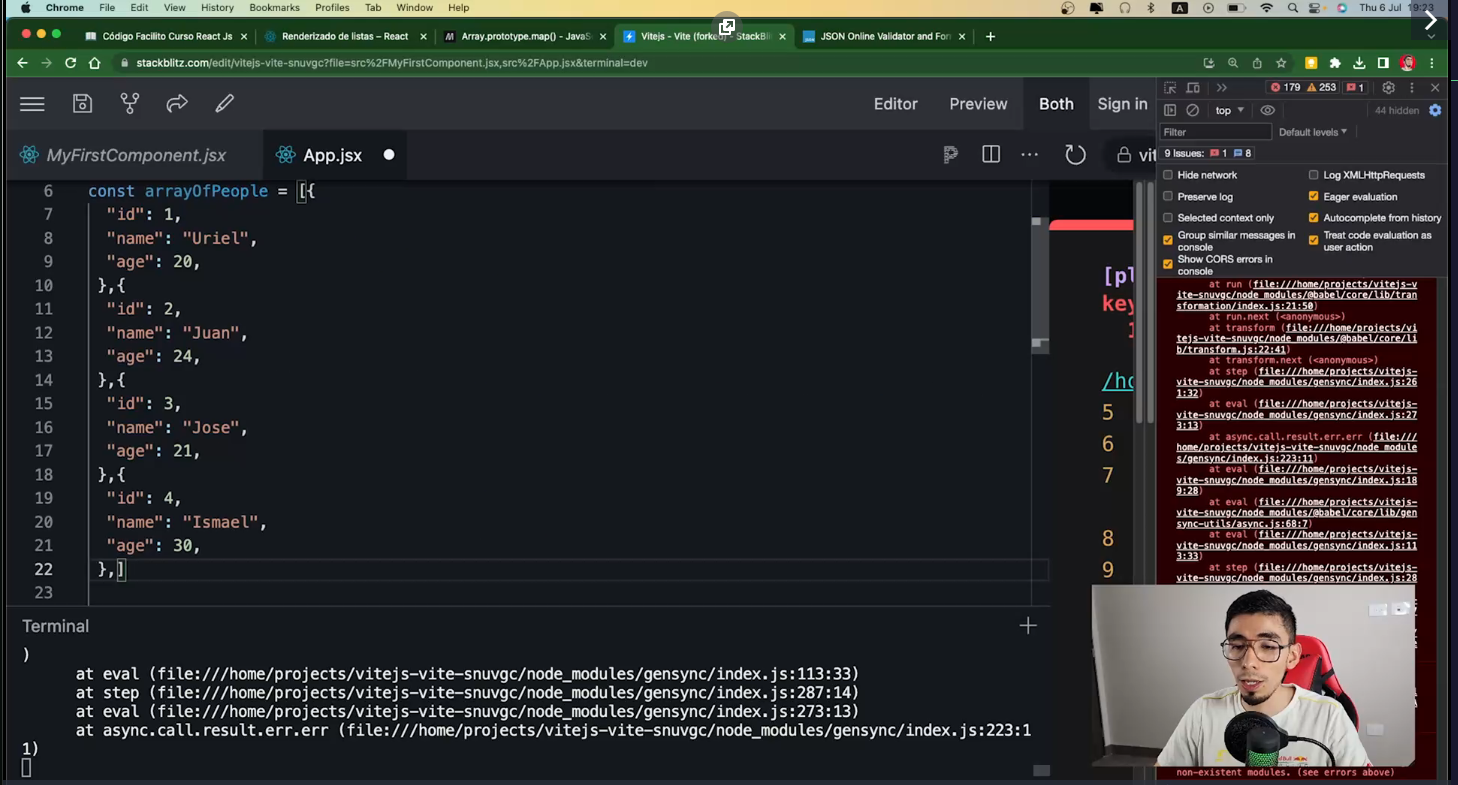 Chrome File Edit View History Bookmarks Profiles Tab Window Help A Thu 6 Jul 19:23
Código Facilito Curso React Js Renderizado de listas – React Array.prototype.map() - JavaS Vitejs - Vite (forked) - StackBli JSON Online Validator and For
stackblitz.com/edit/vitejs-vite-snuvgc?file=src%2FMyFirstComponent.jsx,src%2FApp.jsx&terminal=dev
Editor Preview Both Sign in
MyFirstComponent.jsx App.jsx vit
6 const arrayOfPeople = [{
7 "id": 1,
8 "name": "Uriel",
9 "age": 20,
10 },{
11 "id": 2,
12 "name": "Juan",
13 "age": 24,
14 },{
15 "id": 3,
16 "name": "Jose",
17 "age": 21,
18 },{
19 "id": 4,
20 "name": "Ismael",
21 "age": 30,
22 },]
23
[pl
key
1
/ho
5
6
7
8
9
Terminal
)
at eval (file:///home/projects/vitejs-vite-snuvgc/node_modules/gensync/index.js:113:33)
at step (file:///home/projects/vitejs-vite-snuvgc/node_modules/gensync/index.js:287:14)
at eval (file:///home/projects/vitejs-vite-snuvgc/node_modules/gensync/index.js:273:13)
at async.call.result.err.err (file:///home/projects/vitejs-vite-snuvgc/node_modules/gensync/index.js:223:1
1)
179 253 1
top 44 hidden
Filter Default levels
9 Issues: 1 8
Hide network Log XMLHttpRequests
Preserve log Eager evaluation
Selected context only Autocomplete from history
Group similar messages in console Treat code evaluation as user action
Show CORS errors in console
at run (file:///home/projects/vitejs-v
ite-snuvgc/node_modules/@babel/core/lib/tran
sformation/index.js:21:50)
at run.next (<anonymous>)
at transform (file:///home/projects/vi
tejs-vite-snuvgc/node_modules/@babel/core/li
b/transform.js:22:41)
at transform.next (<anonymous>)
at step (file:///home/projects/vitejs-
vite-snuvgc/node_modules/gensync/index.js:26
1:32)
at eval (file:///home/projects/vitejs-
vite-snuvgc/node_modules/gensync/index.js:27
3:13)
at async.call.result.err.err (file:///
home/projects/vitejs-vite-snuvgc/node_module
s/gensync/index.js:223:11)
at eval (file:///home/projects/vitejs-
vite-snuvgc/node_modules/gensync/index.js:18
9:28)
at eval (file:///home/projects/vitejs-
vite-snuvgc/node_modules/@babel/core/lib/gen
sync-utils/async.js:68:7)
at eval (file:///home/projects/vitejs-
vite-snuvgc/node_modules/gensync/index.js:11
3:33)
at step (file:///home/projects/vitejs-
vite-snuvgc/node_modules/gensync/index.js:28
non-existent modules. (see errors above)